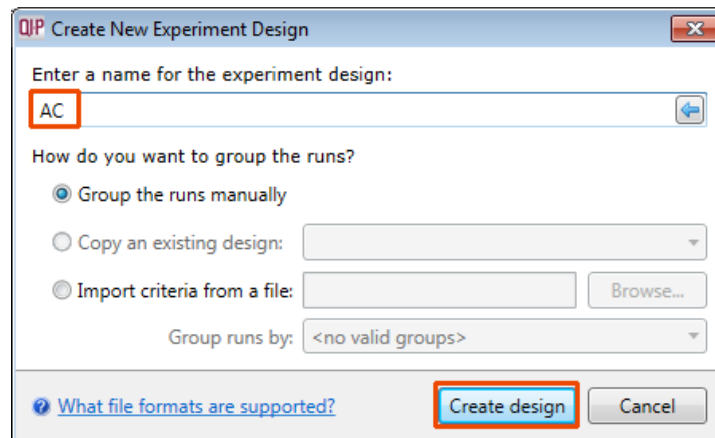 QIP Create New Experiment Design
Enter a name for the experiment design:
AC
How do you want to group the runs?
Group the runs manually
Copy an existing design:
Import criteria from a file: Browse...
Group runs by: <no valid groups>
? What file formats are supported? Create design Cancel